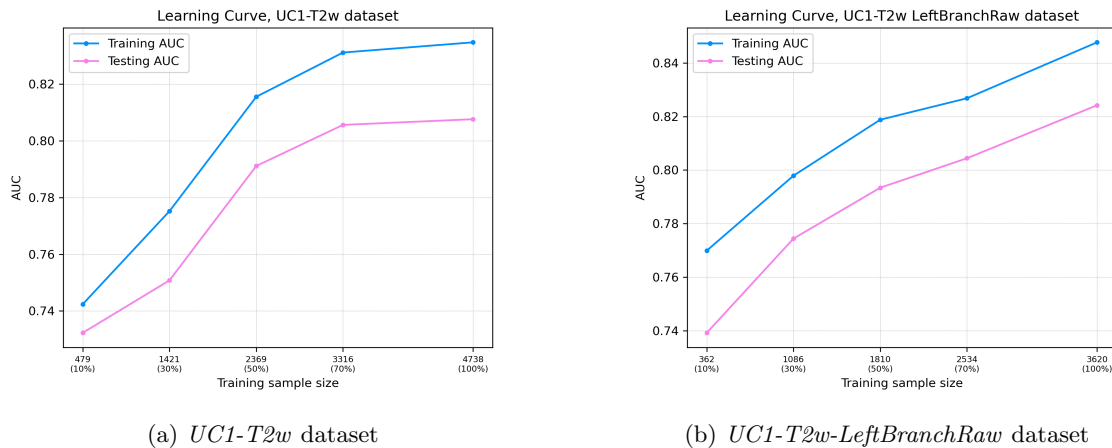 Learning Curve, UC1-T2w dataset
Training AUC
Testing AUC
AUC
0.82
0.80
0.78
0.76
0.74
479 1421 2369 3316 4738
(10%) (30%) (50%) (70%) (100%)
Training sample size
(a) UC1-T2w dataset
Learning Curve, UC1-T2w LeftBranchRaw dataset
Training AUC
Testing AUC
AUC
0.84
0.82
0.80
0.78
0.76
0.74
362 1086 1810 2534 3620
(10%) (30%) (50%) (70%) (100%)
Training sample size
(b) UC1-T2w-LeftBranchRaw dataset